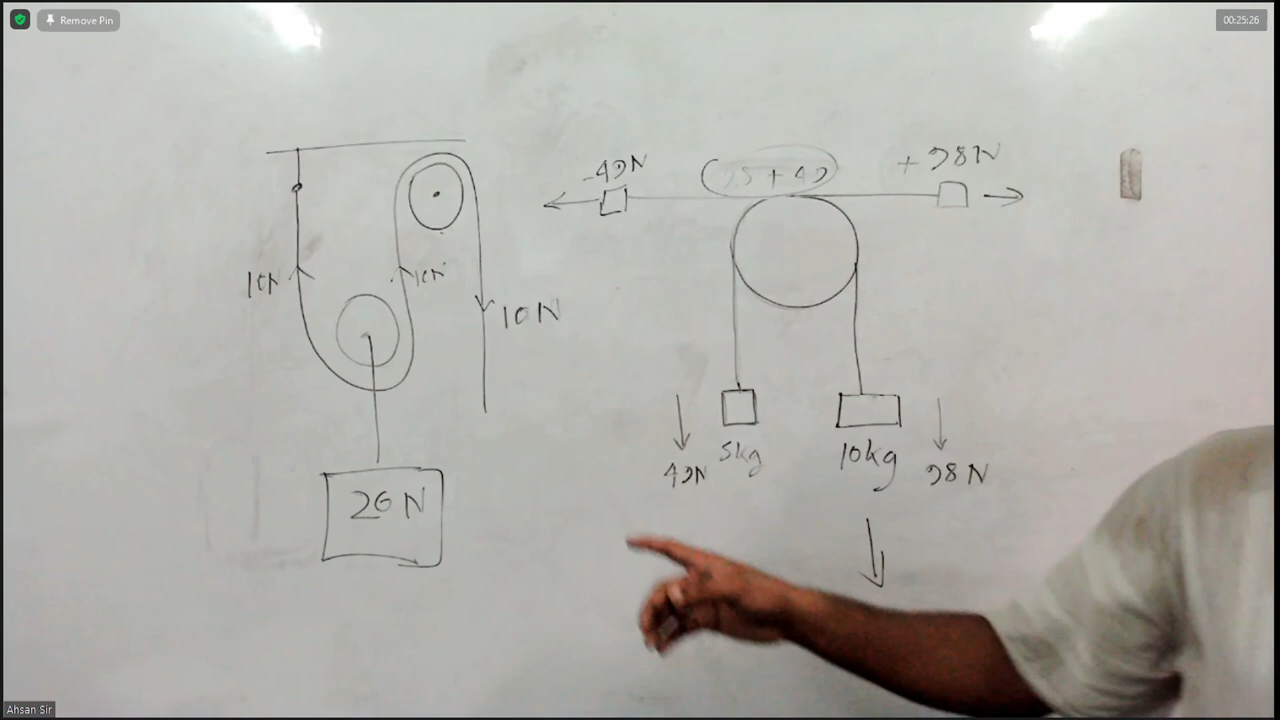 Remove Pin
00:25:26
-49N
+98N
10N
10N
10N
5kg
10kg
49N
98N
20N
Ahsan Sir